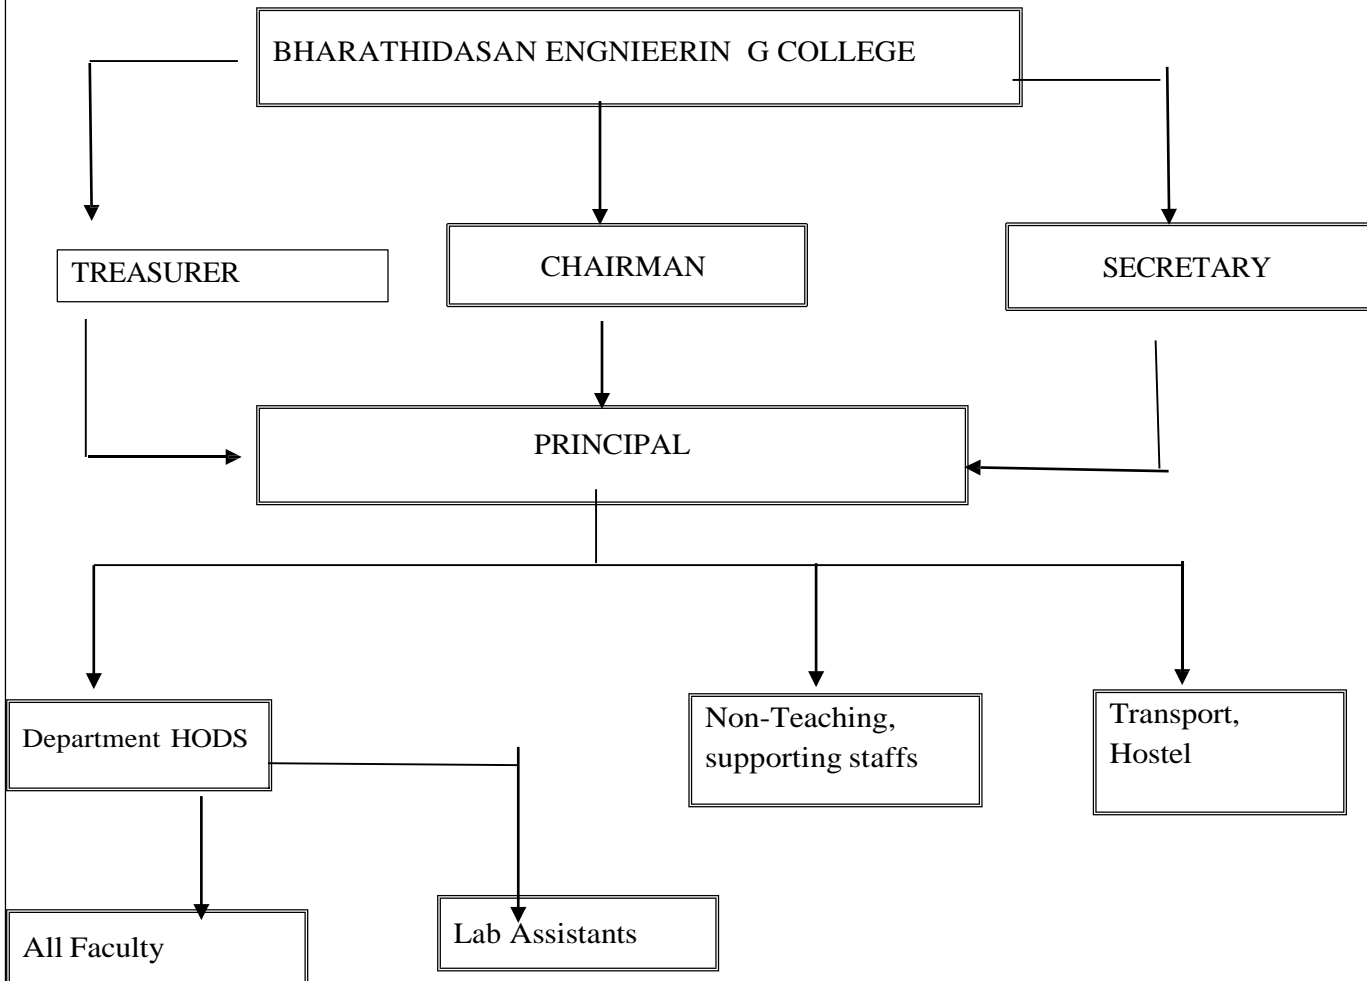 BHARATHIDASAN ENGNIEERIN G COLLEGE
TREASURER
CHAIRMAN
SECRETARY
PRINCIPAL
Department HODS
Non-Teaching,
supporting staffs
Transport,
Hostel
All Faculty
Lab Assistants